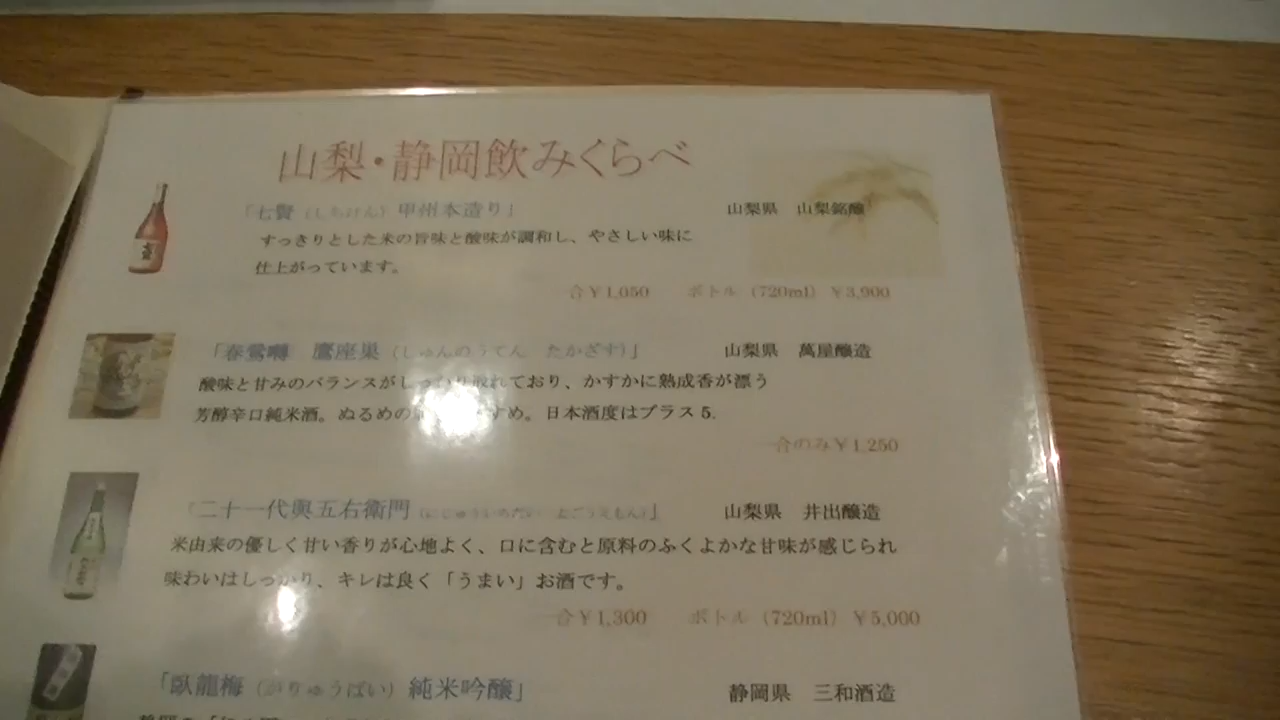 山梨・静岡飲みくらべ
「七賢（しちけん）甲州本造り」 山梨県 山梨銘醸
すっきりとした米の旨味と酸味が調和し、やさしい味に
仕上がっています。
合￥1,050 ボトル（720ml）￥3,900
「春鶯囀 鷹座巣（しゅんのうてん たかざす）」 山梨県 萬屋醸造
酸味と甘みのバランスがしっかり取れており、かすかに熟成香が漂う
芳醇辛口純米酒。ぬるめの すめ。日本酒度はプラス5.
一合のみ￥1,250
「二十一代與五右衛門 」 山梨県 井出醸造
米由来の優しく甘い香りが心地よく、口に含むと原料のふくよかな甘味が感じられ
味わいはしっかり、キレは良く「うまい」お酒です。
一合￥1,300 ボトル（720ml）￥5,000
「臥龍梅（がりゅうばい）純米吟醸」 静岡県 三和酒造